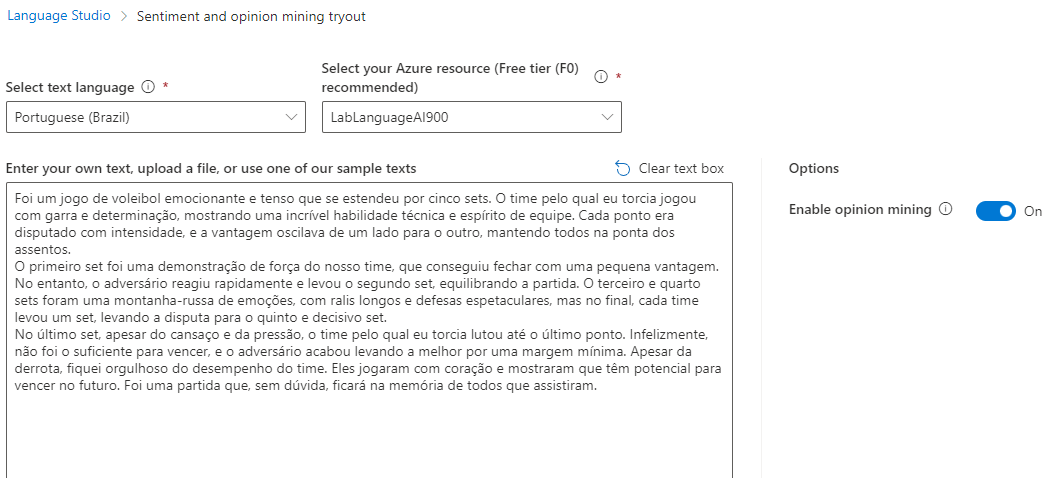 Language Studio > Sentiment and opinion mining tryout
Select text language *
Select your Azure resource (Free tier (F0)
recommended) *
Portuguese (Brazil)
LabLanguageAI900
Enter your own text, upload a file, or use one of our sample texts
Clear text box
Foi um jogo de voleibol emocionante e tenso que se estendeu por cinco sets. O time pelo qual eu torcia jogou
com garra e determinação, mostrando uma incrível habilidade técnica e espírito de equipe. Cada ponto era
disputado com intensidade, e a vantagem oscilava de um lado para o outro, mantendo todos na ponta dos
assentos.
O primeiro set foi uma demonstração de força do nosso time, que conseguiu fechar com uma pequena vantagem.
No entanto, o adversário reagiu rapidamente e levou o segundo set, equilibrando a partida. O terceiro e quarto
sets foram uma montanha-russa de emoções, com ralis longos e defesas espetaculares, mas no final, cada time
levou um set, levando a disputa para o quinto e decisivo set.
No último set, apesar do cansaço e da pressão, o time pelo qual eu torcia lutou até o último ponto. Infelizmente,
não foi o suficiente para vencer, e o adversário acabou levando a melhor por uma margem mínima. Apesar da
derrota, fiquei orgulhoso do desempenho do time. Eles jogaram com coração e mostraram que têm potencial para
vencer no futuro. Foi uma partida que, sem dúvida, ficará na memória de todos que assistiram.
Options
Enable opinion mining
On